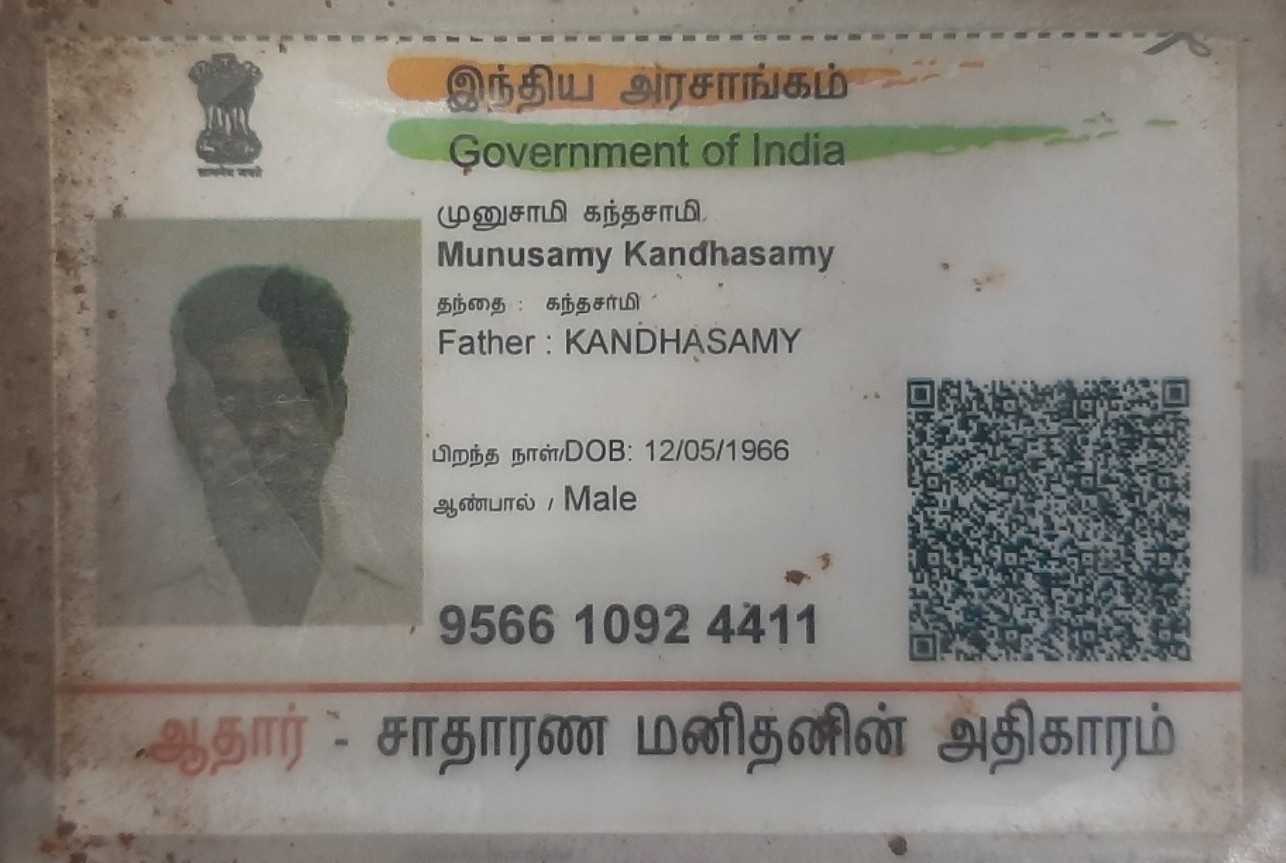 இந்திய அரசாங்கம்
Government of India
முனுசாமி கந்தசாமி
Munusamy Kandhasamy
தந்தை : கந்தசாமி
Father : KANDHASAMY
பிறந்த நாள்/DOB: 12/05/1966
ஆண்பால் / Male
9566 1092 4411
ஆதார் - சாதாரண மனிதனின் அதிகாரம்